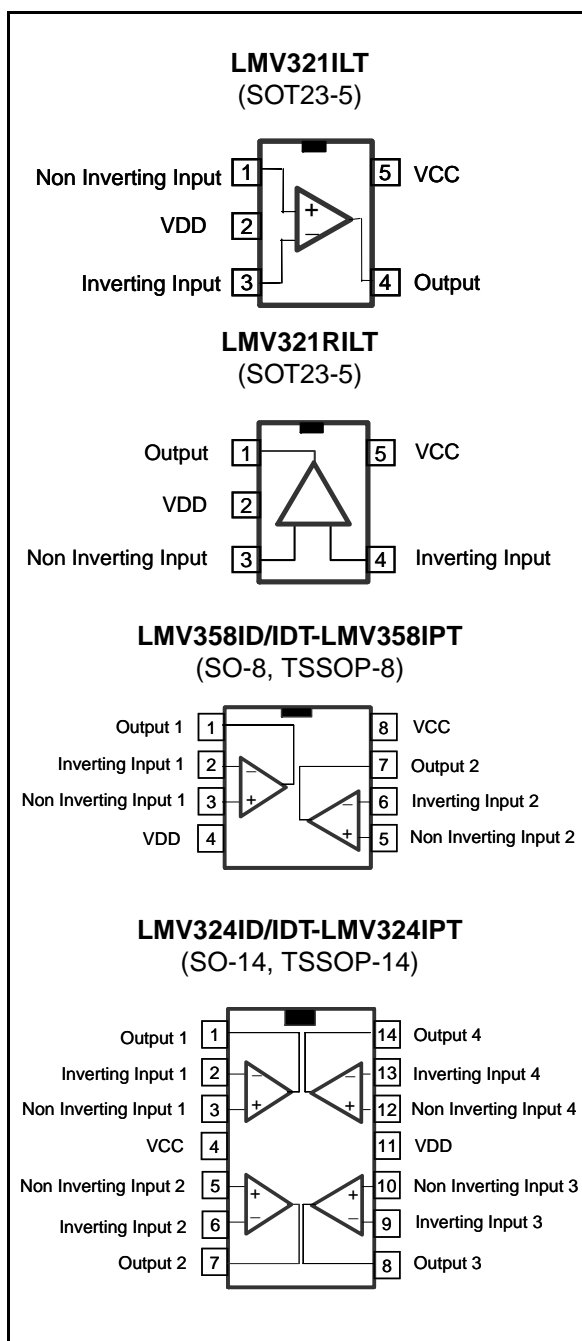 LMV321ILT
(SOT23-5)
Non Inverting Input 1 5 VCC
+
VDD 2
−
Inverting Input 3 4 Output
LMV321RILT
(SOT23-5)
Output 1 5 VCC
VDD 2
Non Inverting Input 3 4 Inverting Input
LMV358ID/IDT-LMV358IPT
(SO-8, TSSOP-8)
Output 1 1 8 VCC
Inverting Input 1 2 − 7 Output 2
Non Inverting Input 1 3 + − 6 Inverting Input 2
VDD 4 + 5 Non Inverting Input 2
LMV324ID/IDT-LMV324IPT
(SO-14, TSSOP-14)
Output 1 1 14 Output 4
Inverting Input 1 2 − − 13 Inverting Input 4
Non Inverting Input 1 3 + + 12 Non Inverting Input 4
VCC 4 11 VDD
Non Inverting Input 2 5 + + 10 Non Inverting Input 3
Inverting Input 2 6 − − 9 Inverting Input 3
Output 2 7 8 Output 3